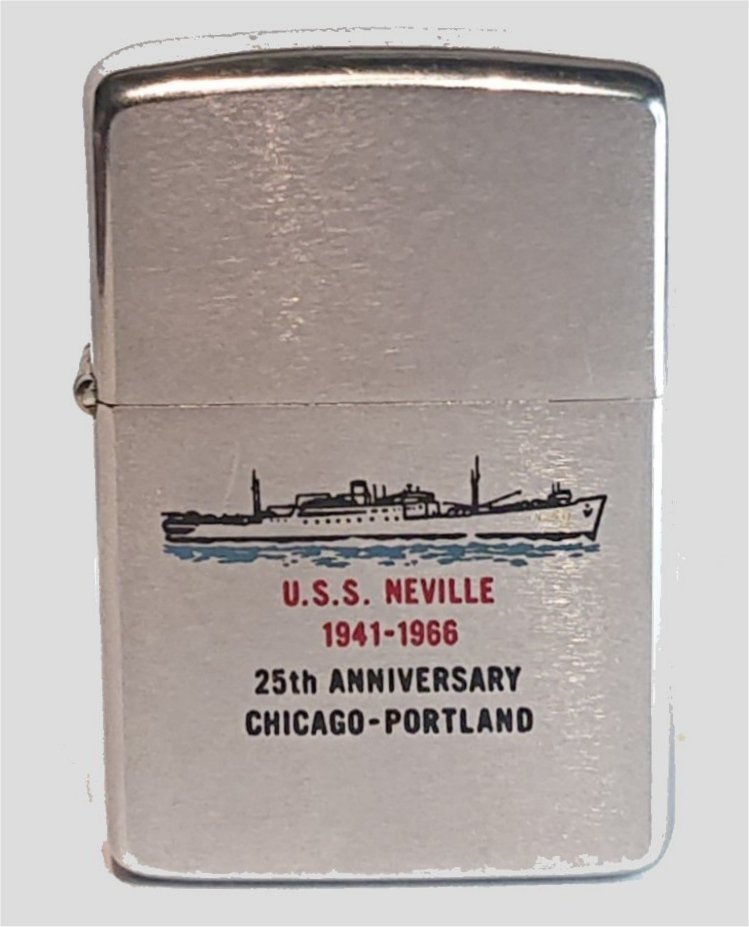 U.S.S. NEVILLE
1941-1966
25th ANNIVERSARY
CHICAGO-PORTLAND